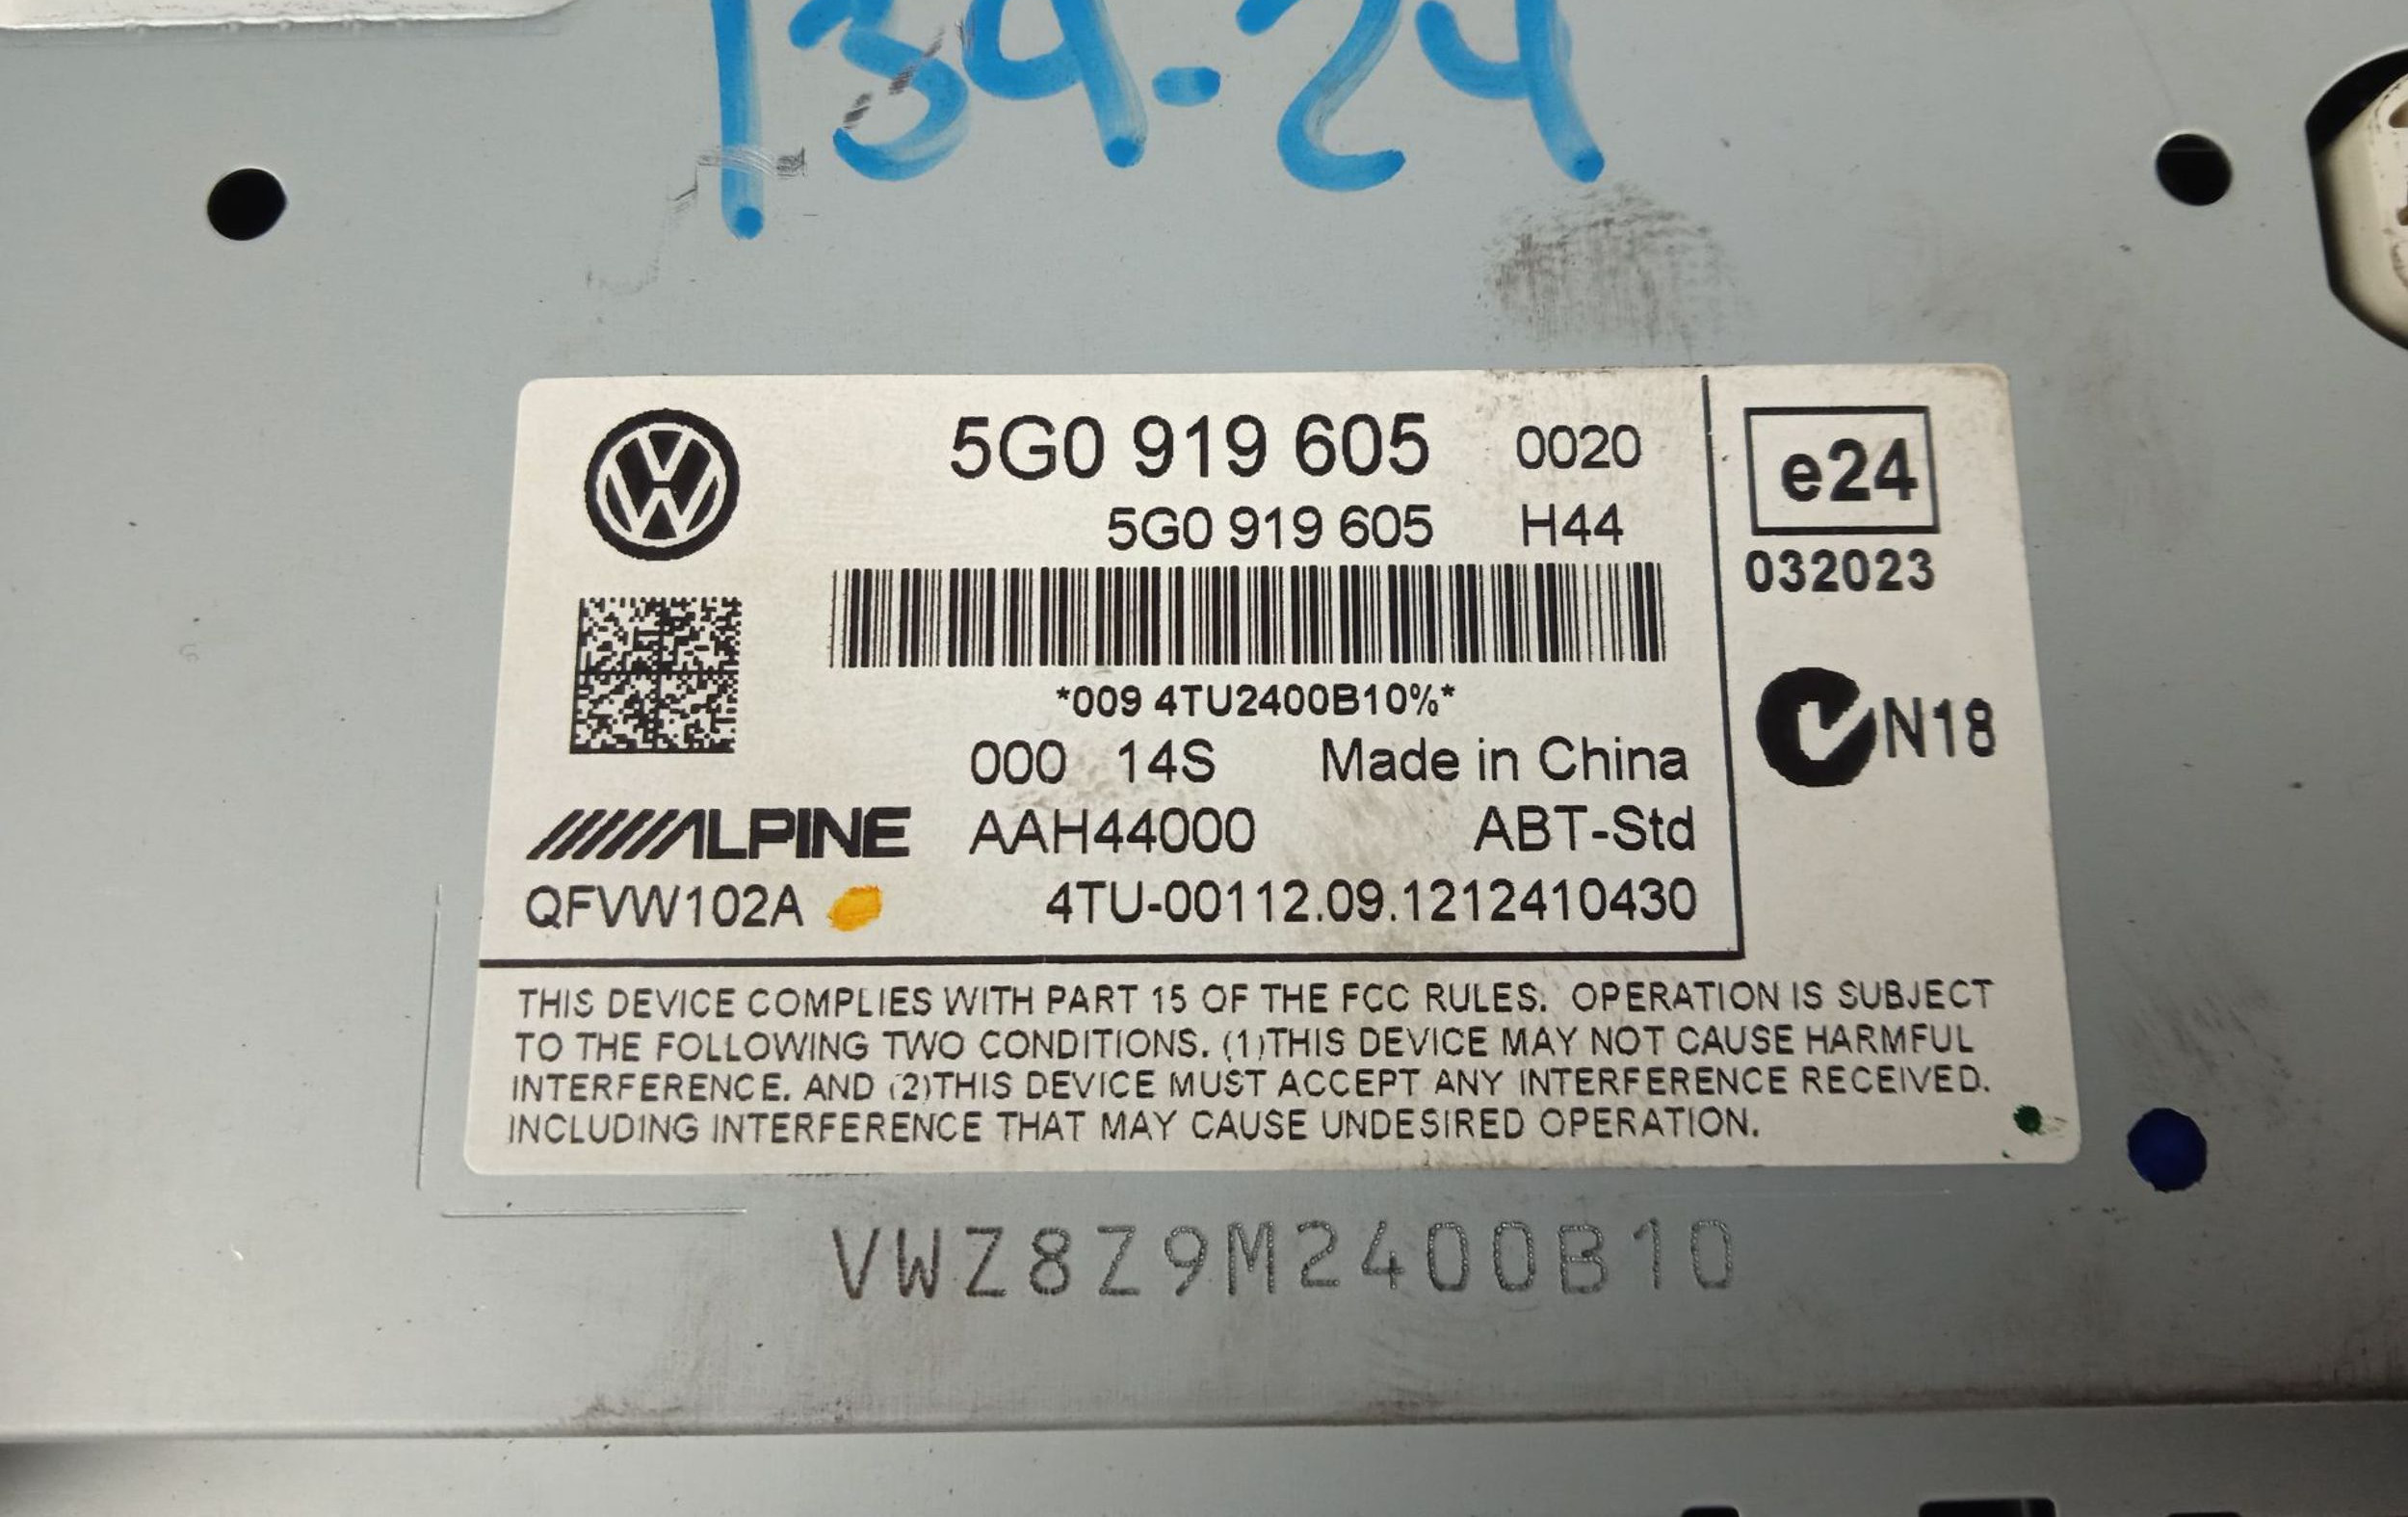 134-24
5G0 919 605 0020
5G0 919 605 H44
*009 4TU2400B10%*
000 14S Made in China
ALPINE AAH44000 ABT-Std
QFVW102A 4TU-00112.09.1212410430
e24
032023
N18
THIS DEVICE COMPLIES WITH PART 15 OF THE FCC RULES. OPERATION IS SUBJECT
TO THE FOLLOWING TWO CONDITIONS. (1)THIS DEVICE MAY NOT CAUSE HARMFUL
INTERFERENCE. AND (2)THIS DEVICE MUST ACCEPT ANY INTERFERENCE RECEIVED.
INCLUDING INTERFERENCE THAT MAY CAUSE UNDESIRED OPERATION.
VWZ8Z9M2400B10